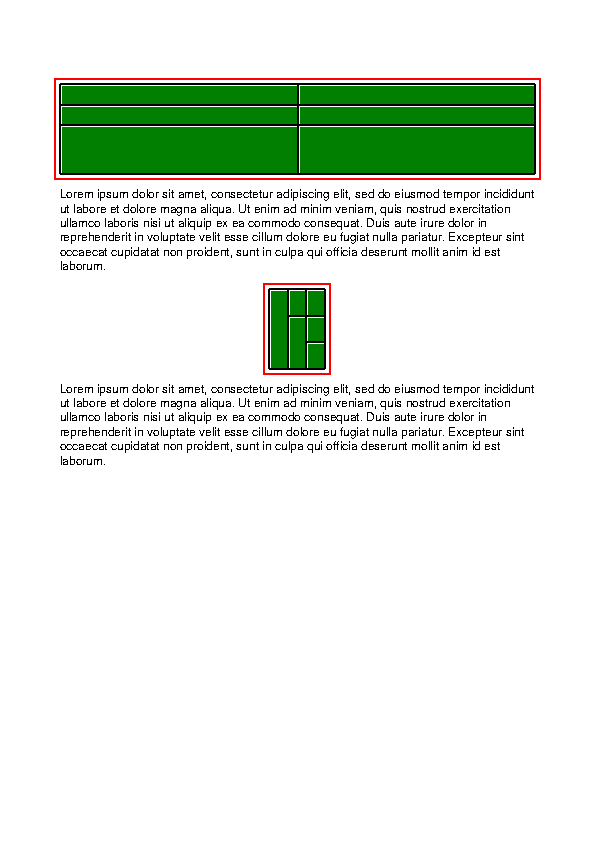 Lorem ipsum dolor sit amet, consectetur adipiscing elit, sed do eiusmod tempor incididunt
ut labore et dolore magna aliqua. Ut enim ad minim veniam, quis nostrud exercitation
ullamco laboris nisi ut aliquip ex ea commodo consequat. Duis aute irure dolor in
reprehenderit in voluptate velit esse cillum dolore eu fugiat nulla pariatur. Excepteur sint
occaecat cupidatat non proident, sunt in culpa qui officia deserunt mollit anim id est
laborum.
Lorem ipsum dolor sit amet, consectetur adipiscing elit, sed do eiusmod tempor incididunt
ut labore et dolore magna aliqua. Ut enim ad minim veniam, quis nostrud exercitation
ullamco laboris nisi ut aliquip ex ea commodo consequat. Duis aute irure dolor in
reprehenderit in voluptate velit esse cillum dolore eu fugiat nulla pariatur. Excepteur sint
occaecat cupidatat non proident, sunt in culpa qui officia deserunt mollit anim id est
laborum.